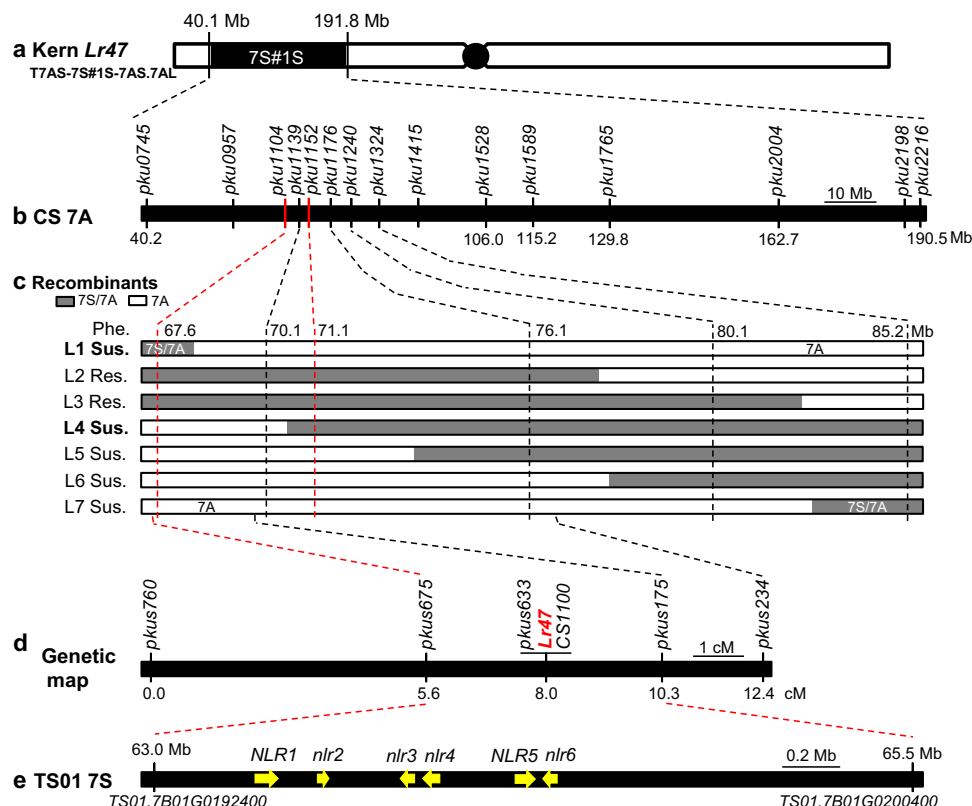 40.1 Mb 191.8 Mb
a Kern Lr47
7S#1S
T7AS-7S#1S-7AS.7AL
pku0745 pku0957 pku1104 pku1139 pku1152 pku1176 pku1240 pku1324 pku1415 pku1528 pku1589 pku1765 pku2004 pku2198 pku2216
10 Mb
b CS 7A
40.2 106.0 115.2 129.8 162.7 190.5 Mb
c Recombinants
7S/7A 7A
Phe. 67.6 70.1 71.1 76.1 80.1 85.2 Mb
L1 Sus. 7S/7A 7A
L2 Res.
L3 Res.
L4 Sus.
L5 Sus.
L6 Sus.
L7 Sus. 7A 7S/7A
pkus760 pkus675 pkus633 Lr47 CS1100 pkus175 pkus234
d Genetic map
1 cM
0.0 5.6 8.0 10.3 12.4 cM
63.0 Mb NLR1 nlr2 nlr3 nlr4 NLR5 nlr6 0.2 Mb 65.5 Mb
e TS01 7S
TS01.7B01G0192400 TS01.7B01G0200400